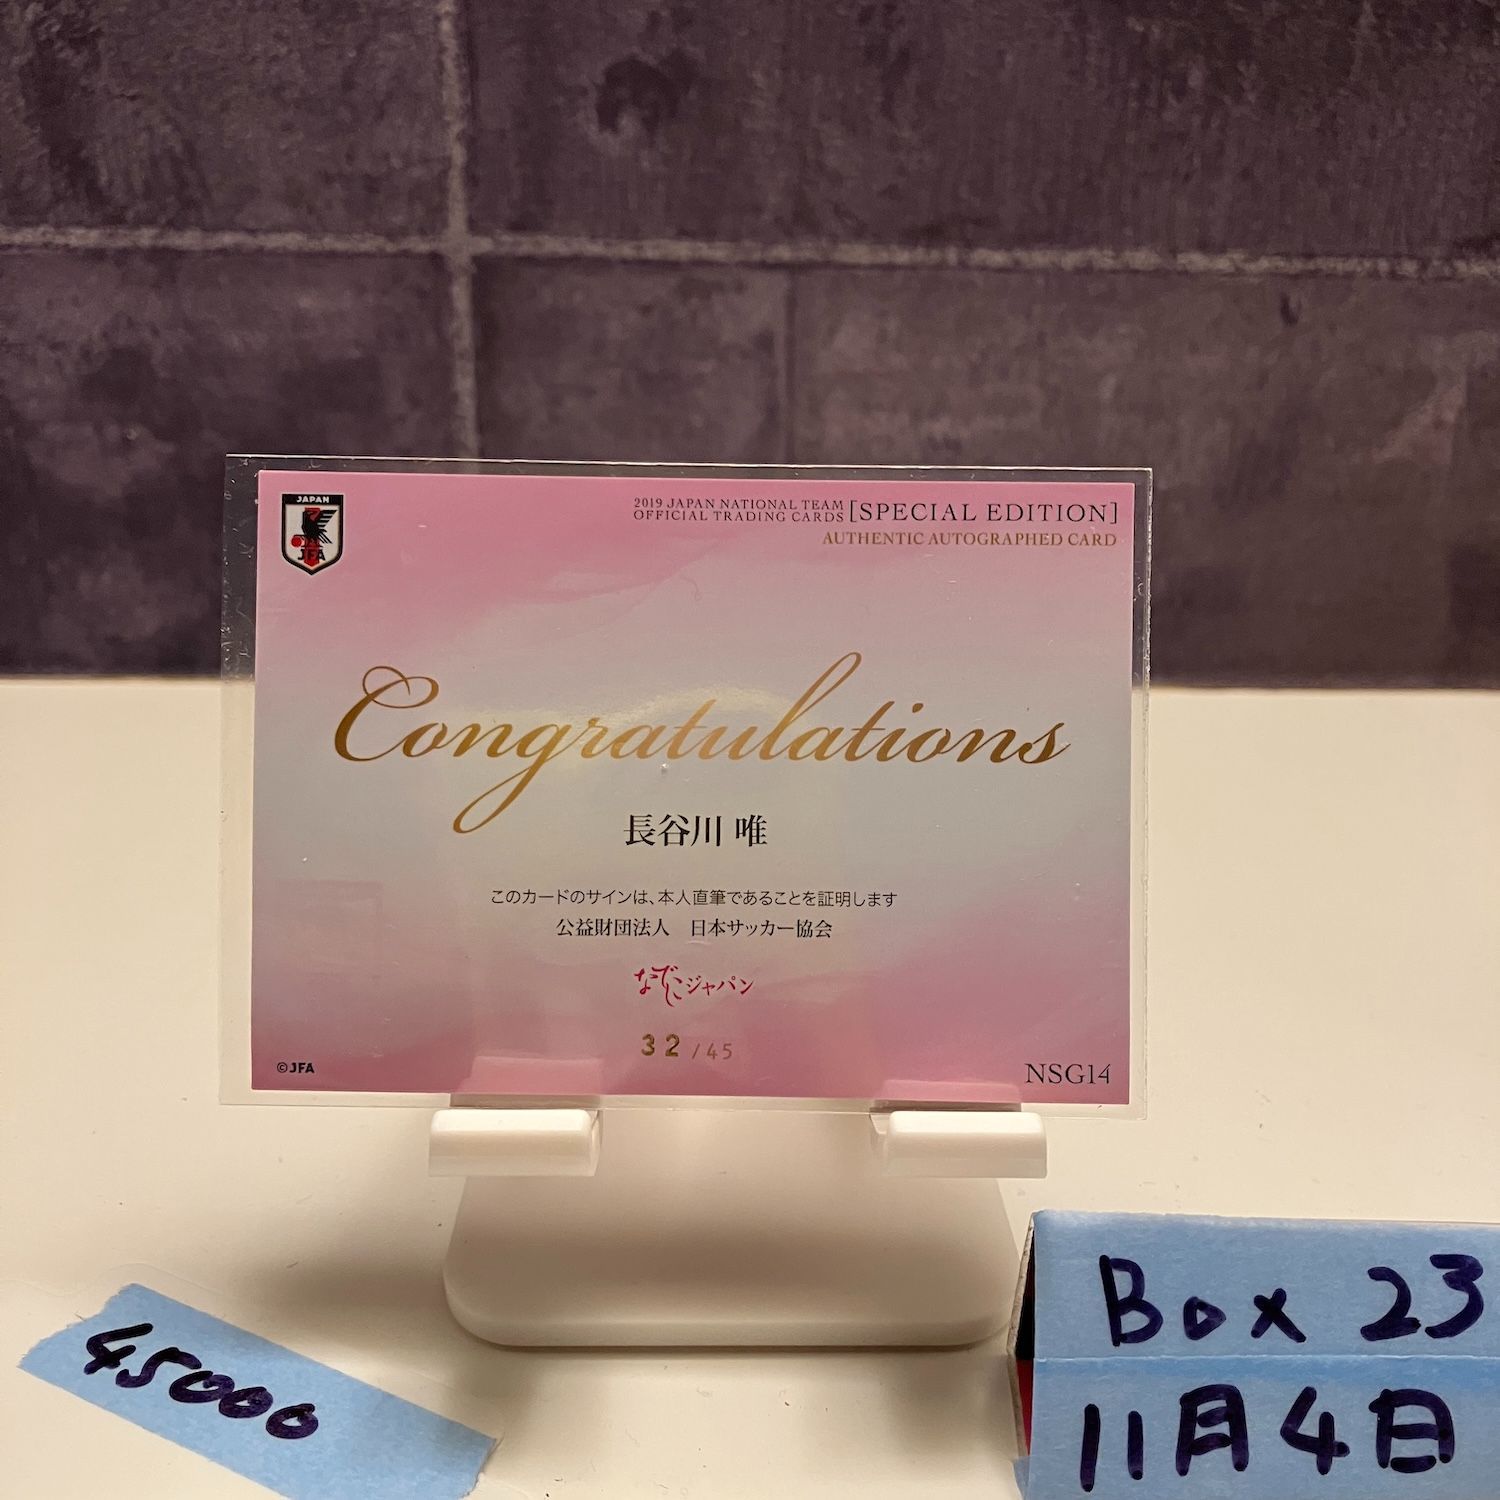 JAPAN
JFA
2019 JAPAN NATIONAL TEAM
OFFICIAL TRADING CARDS [SPECIAL EDITION]
AUTHENTIC AUTOGRAPHED CARD
Congratulations
長谷川 唯
このカードのサインは、本人直筆であることを証明します
公益財団法人 日本サッカー協会
なでしこジャパン
32/45
©JFA
NSG14
45000
Box 23
11月4日